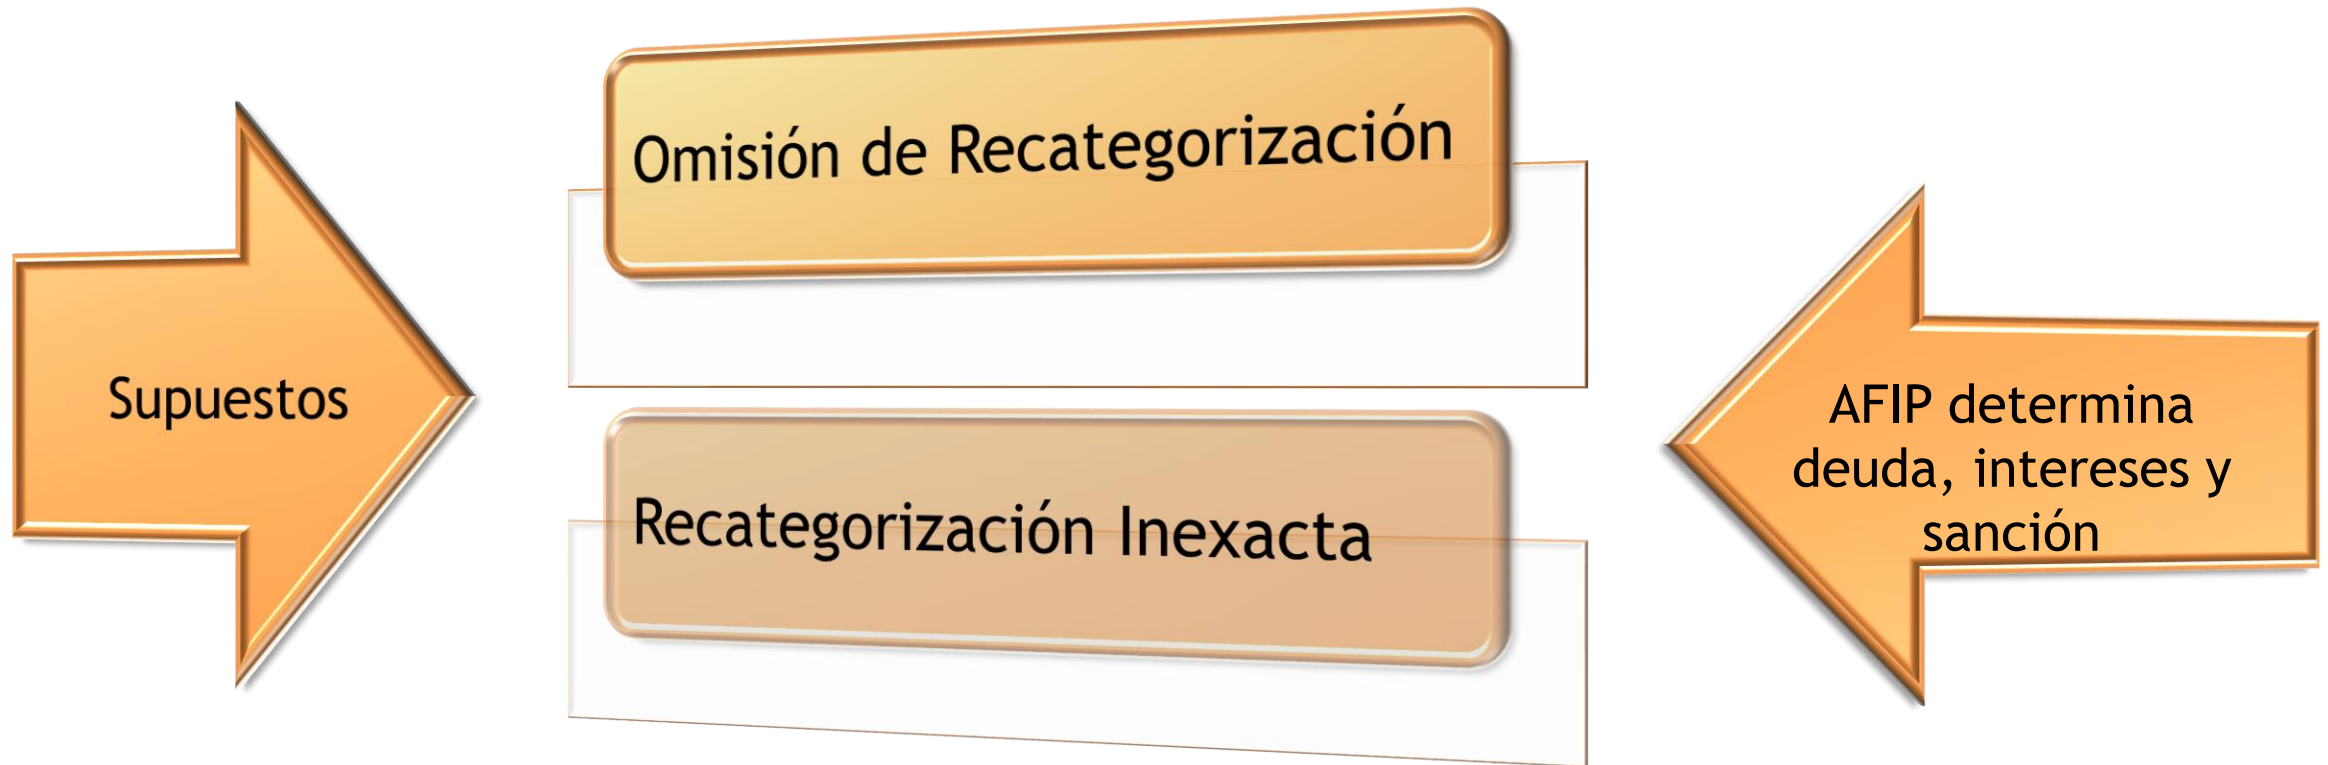 Supuestos
Omisión de Recategorización
Recategorización Inexacta
AFIP determina
deuda, intereses y
sanción